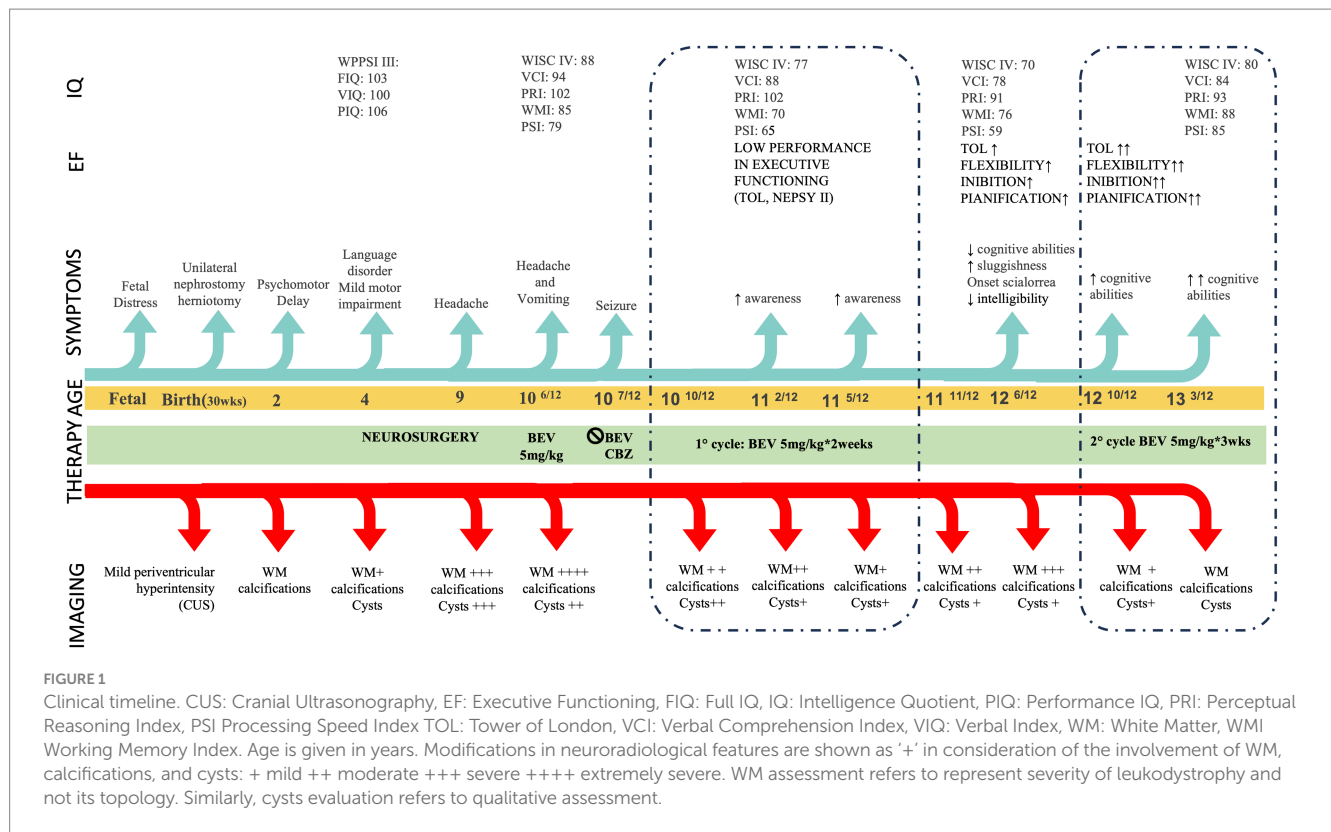 IQ
WPPSI III:
FIQ: 103
VIQ: 100
PIQ: 106
WISC IV: 88
VCI: 94
PRI: 102
WMI: 85
PSI: 79
WISC IV: 77
VCI: 88
PRI: 102
WMI: 70
PSI: 65
WISC IV: 70
VCI: 78
PRI: 91
WMI: 76
PSI: 59
WISC IV: 80
VCI: 84
PRI: 93
WMI: 88
PSI: 85
EF
LOW PERFORMANCE
IN EXECUTIVE
FUNCTIONING
(TOL, NEPSY II)
TOL ↑
FLEXIBILITY↑
INIBITION↑
PIANIFICATION↑
TOL ↑↑
FLEXIBILITY↑↑
INIBITION↑↑
PIANIFICATION↑↑
SYMPTOMS
Fetal
Distress
Unilateral
nephrostomy
herniotomy
Psychomotor
Delay
Language
disorder
Mild motor
impairment
Headache
Headache
and
Vomiting
Seizure
↑ awareness
↑ awareness
↓ cognitive abilities
↑ sluggishness
Onset scialorrea
↓ intelligibility
↑ cognitive
abilities
↑ ↑ cognitive
abilities
AGE
Fetal
Birth(30wks)
2
4
9
10 6/12
10 7/12
10 10/12
11 2/12
11 5/12
11 11/12
12 6/12
12 10/12
13 3/12
THERAPY
NEUROSURGERY
BEV
5mg/kg
BEV
CBZ
1° cycle: BEV 5mg/kg*2weeks
2° cycle BEV 5mg/kg*3wks
IMAGING
Mild periventricular
hyperintensity
(CUS)
WM
calcifications
WM+
calcifications
Cysts
WM +++
calcifications
Cysts +++
WM ++++
calcifications
Cysts ++
WM + +
calcifications
Cysts++
WM++
calcifications
Cysts+
WM+
calcifications
Cysts+
WM ++
calcifications
Cysts +
WM +++
calcifications
Cysts +
WM +
calcifications
Cysts+
WM
calcifications
Cysts
FIGURE 1
Clinical timeline. CUS: Cranial Ultrasonography, EF: Executive Functioning, FIQ: Full IQ, IQ: Intelligence Quotient, PIQ: Performance IQ, PRI: Perceptual
Reasoning Index, PSI Processing Speed Index TOL: Tower of London, VCI: Verbal Comprehension Index, VIQ: Verbal Index, WM: White Matter, WMI
Working Memory Index. Age is given in years. Modifications in neuroradiological features are shown as '+' in consideration of the involvement of WM,
calcifications, and cysts: + mild ++ moderate +++ severe ++++ extremely severe. WM assessment refers to represent severity of leukodystrophy and
not its topology. Similarly, cysts evaluation refers to qualitative assessment.